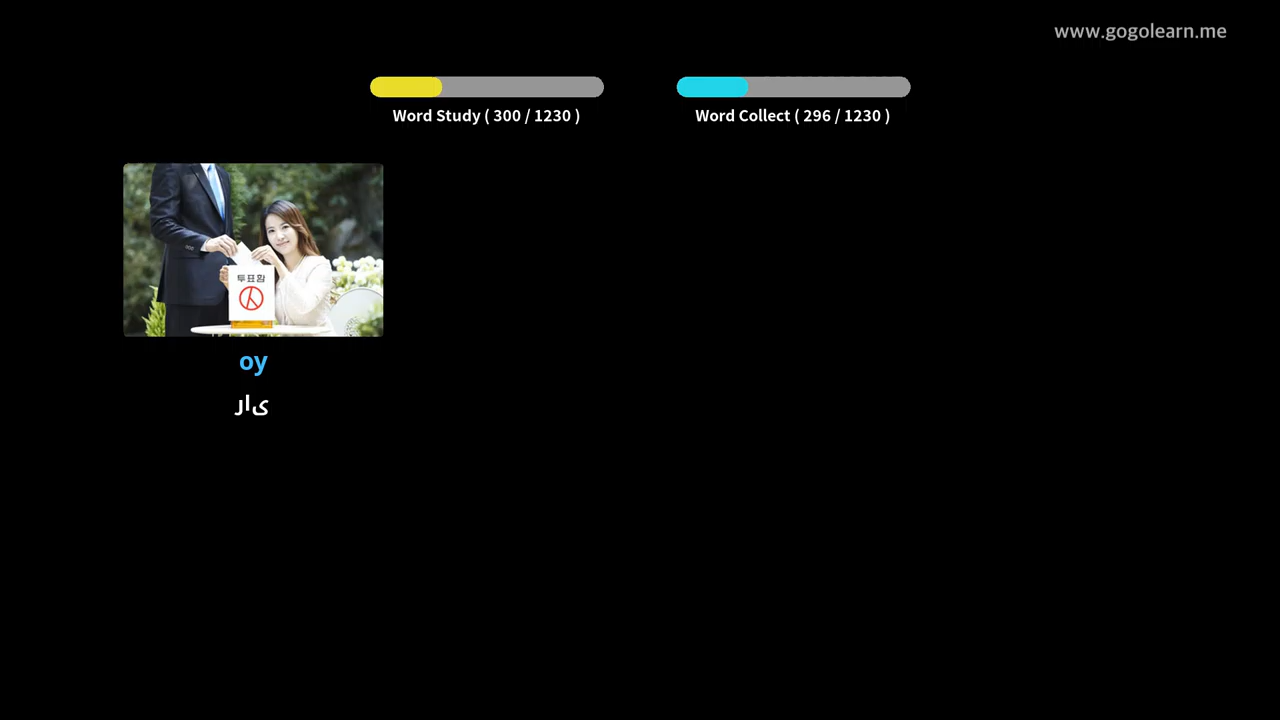 www.gogolearn.me
Word Study ( 300 / 1230 )
Word Collect ( 296 / 1230 )
투표함
oy
رای